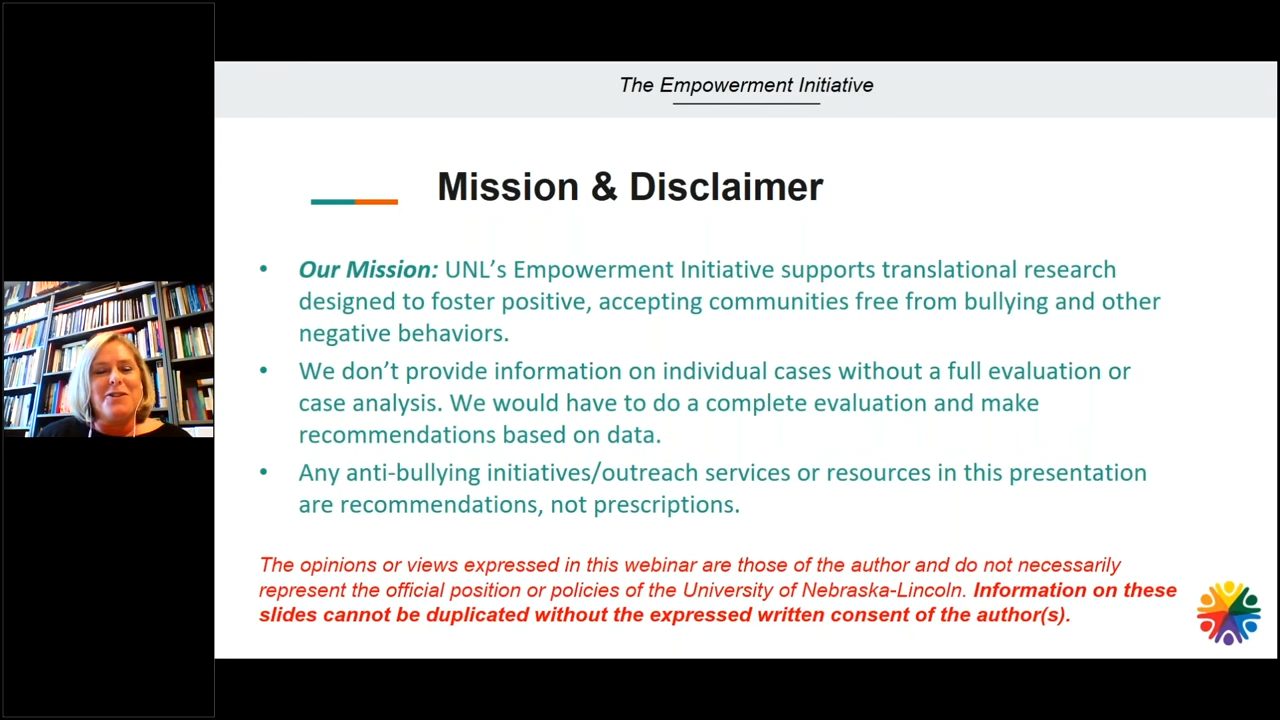 The Empowerment Initiative
Mission & Disclaimer
• Our Mission: UNL’s Empowerment Initiative supports translational research
designed to foster positive, accepting communities free from bullying and other
negative behaviors.
• We don’t provide information on individual cases without a full evaluation or
case analysis. We would have to do a complete evaluation and make
recommendations based on data.
• Any anti-bullying initiatives/outreach services or resources in this presentation
are recommendations, not prescriptions.
The opinions or views expressed in this webinar are those of the author and do not necessarily
represent the official position or policies of the University of Nebraska-Lincoln. Information on these
slides cannot be duplicated without the expressed written consent of the author(s).